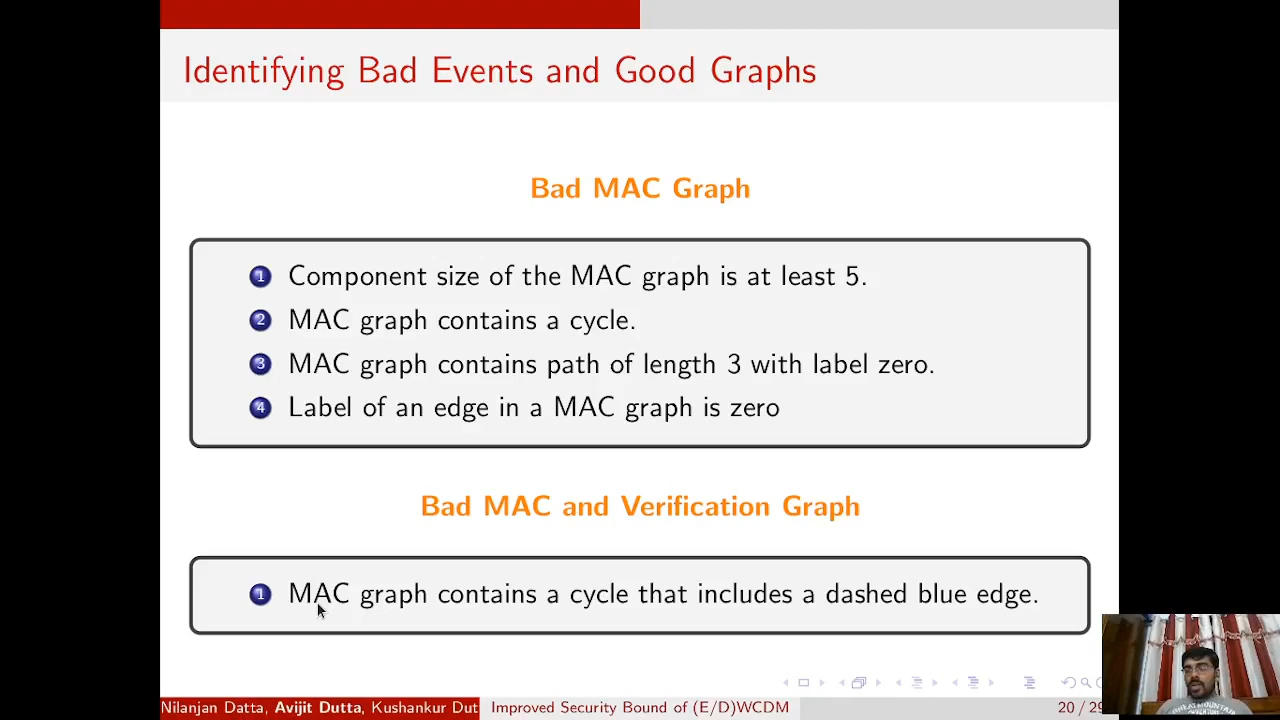 Identifying Bad Events and Good Graphs
Bad MAC Graph
1 Component size of the MAC graph is at least 5.
2 MAC graph contains a cycle.
3 MAC graph contains path of length 3 with label zero.
4 Label of an edge in a MAC graph is zero
Bad MAC and Verification Graph
1 MAC graph contains a cycle that includes a dashed blue edge.
Nilanjan Datta, Avijit Dutta, Kushankur Dut Improved Security Bound of (E/D)WCDM 20 / 29
GREAT MOUNTAIN